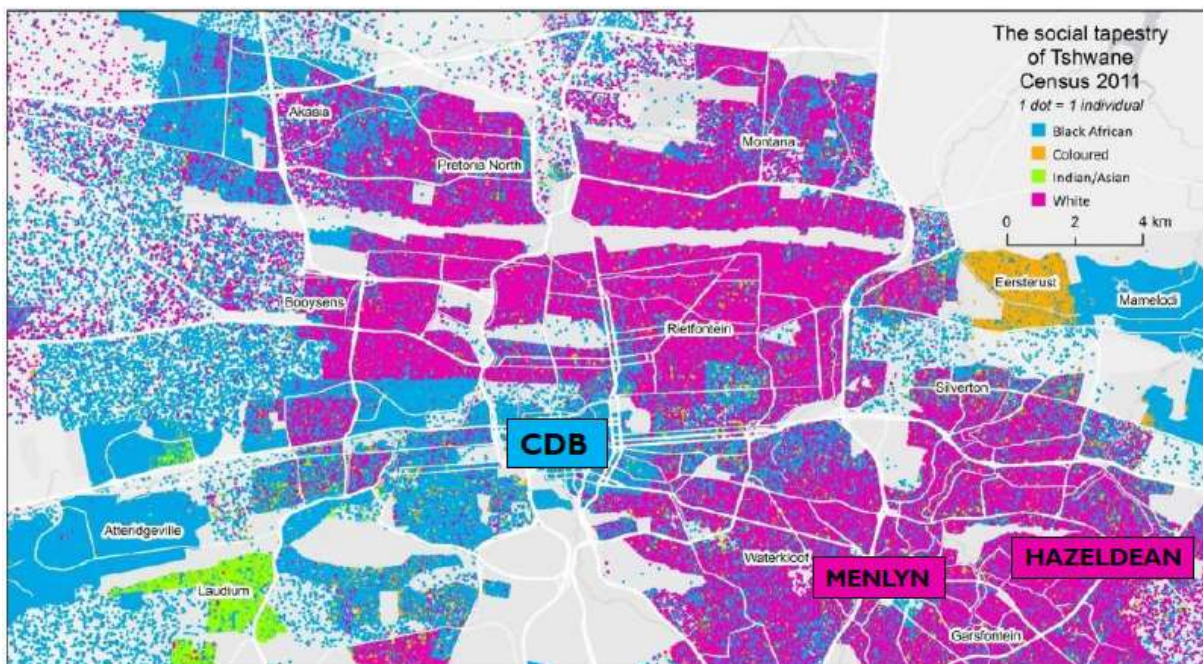 The social tapestry
of Tshwane
Census 2011
1 dot = 1 individual
Black African
Coloured
Indian/Asian
White
0 2 4 km
Akasia
Pretoria North
Montana
Booysens
Rietfontein
Eersterust
Mamelodi
Silverton
CDB
Atteridgeville
Laudium
Waterkloof
MENLYN
HAZELDEAN
Garsfontein